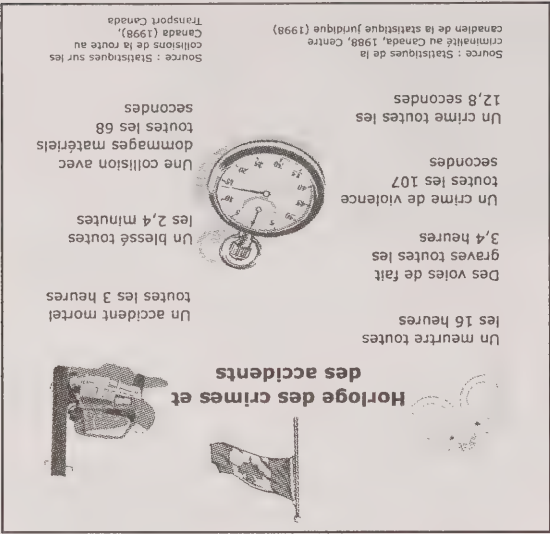 Horloge des crimes et
des accidents
Un meurtre toutes
les 16 heures
Des voies de fait
graves toutes les
3,4 heures
Un crime de violence
toutes les 107
secondes
Un crime toutes les
12,8 secondes
Un accident mortel
toutes les 3 heures
Un blessé toutes
les 2,4 minutes
Une collision avec
dommages matériels
toutes les 68
secondes
Source : Statistiques de la
criminalité au Canada, 1988, Centre
canadien de la statistique juridique (1998)
Source : Statistiques sur les
collisions de la route au
Canada (1998),
Transport Canada